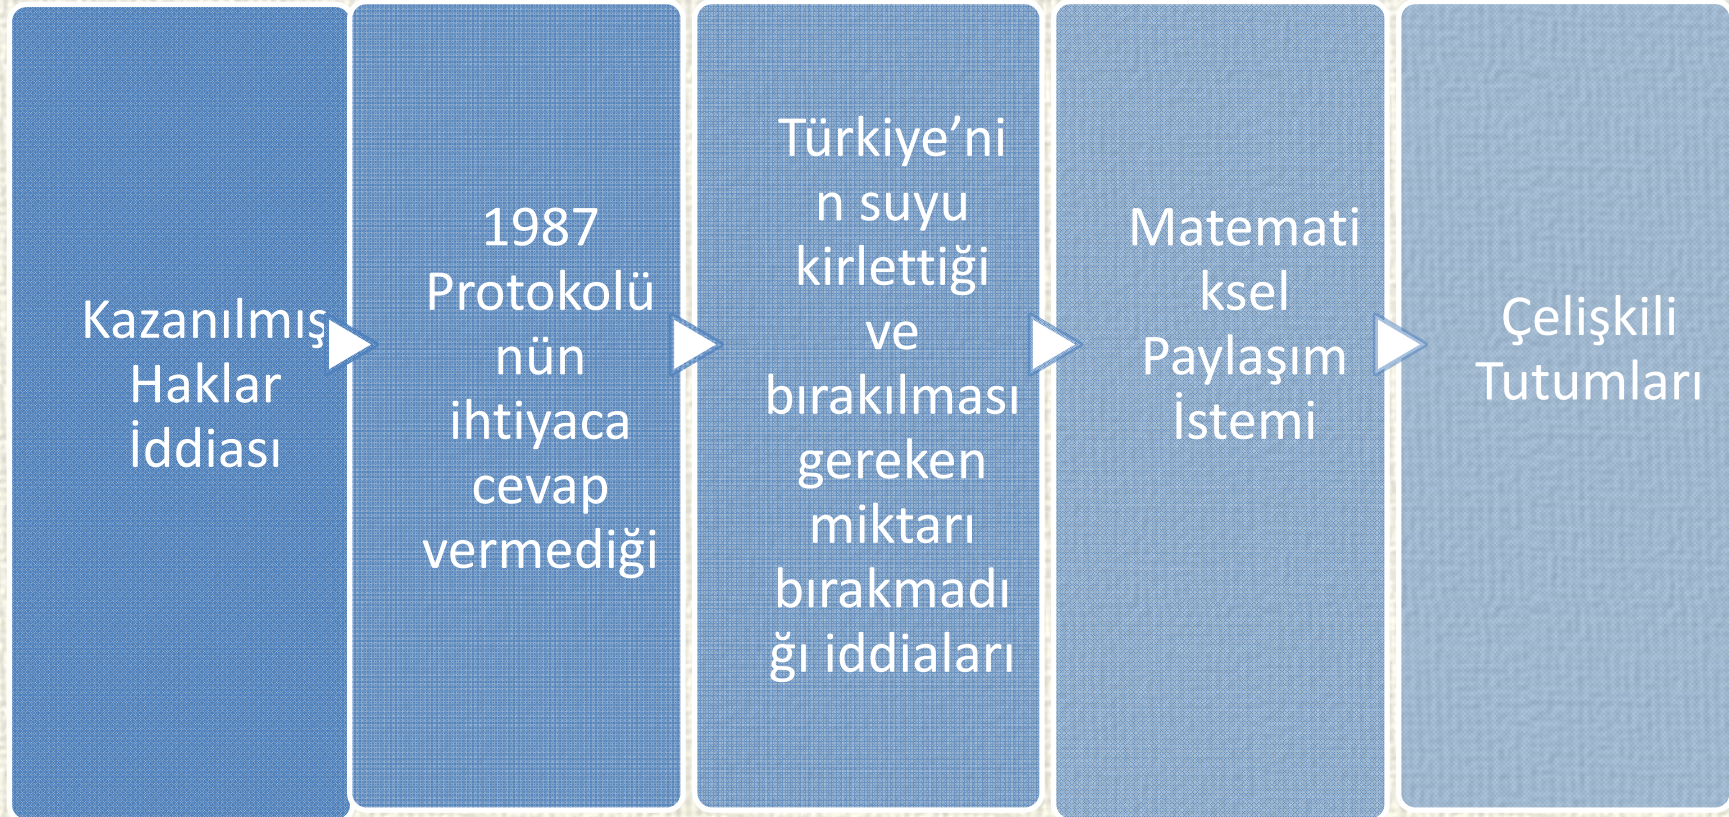 Kazanılmış
Haklar
İddiası
1987
Protokolü
nün
ihtiyaca
cevap
vermediği
Türkiye’ni
n suyu
kirlettiği
ve
bırakılması
gereken
miktarı
bırakmadı
ğı iddiaları
Matemati
ksel
Paylaşım
İstemi
Çelişkili
Tutumları